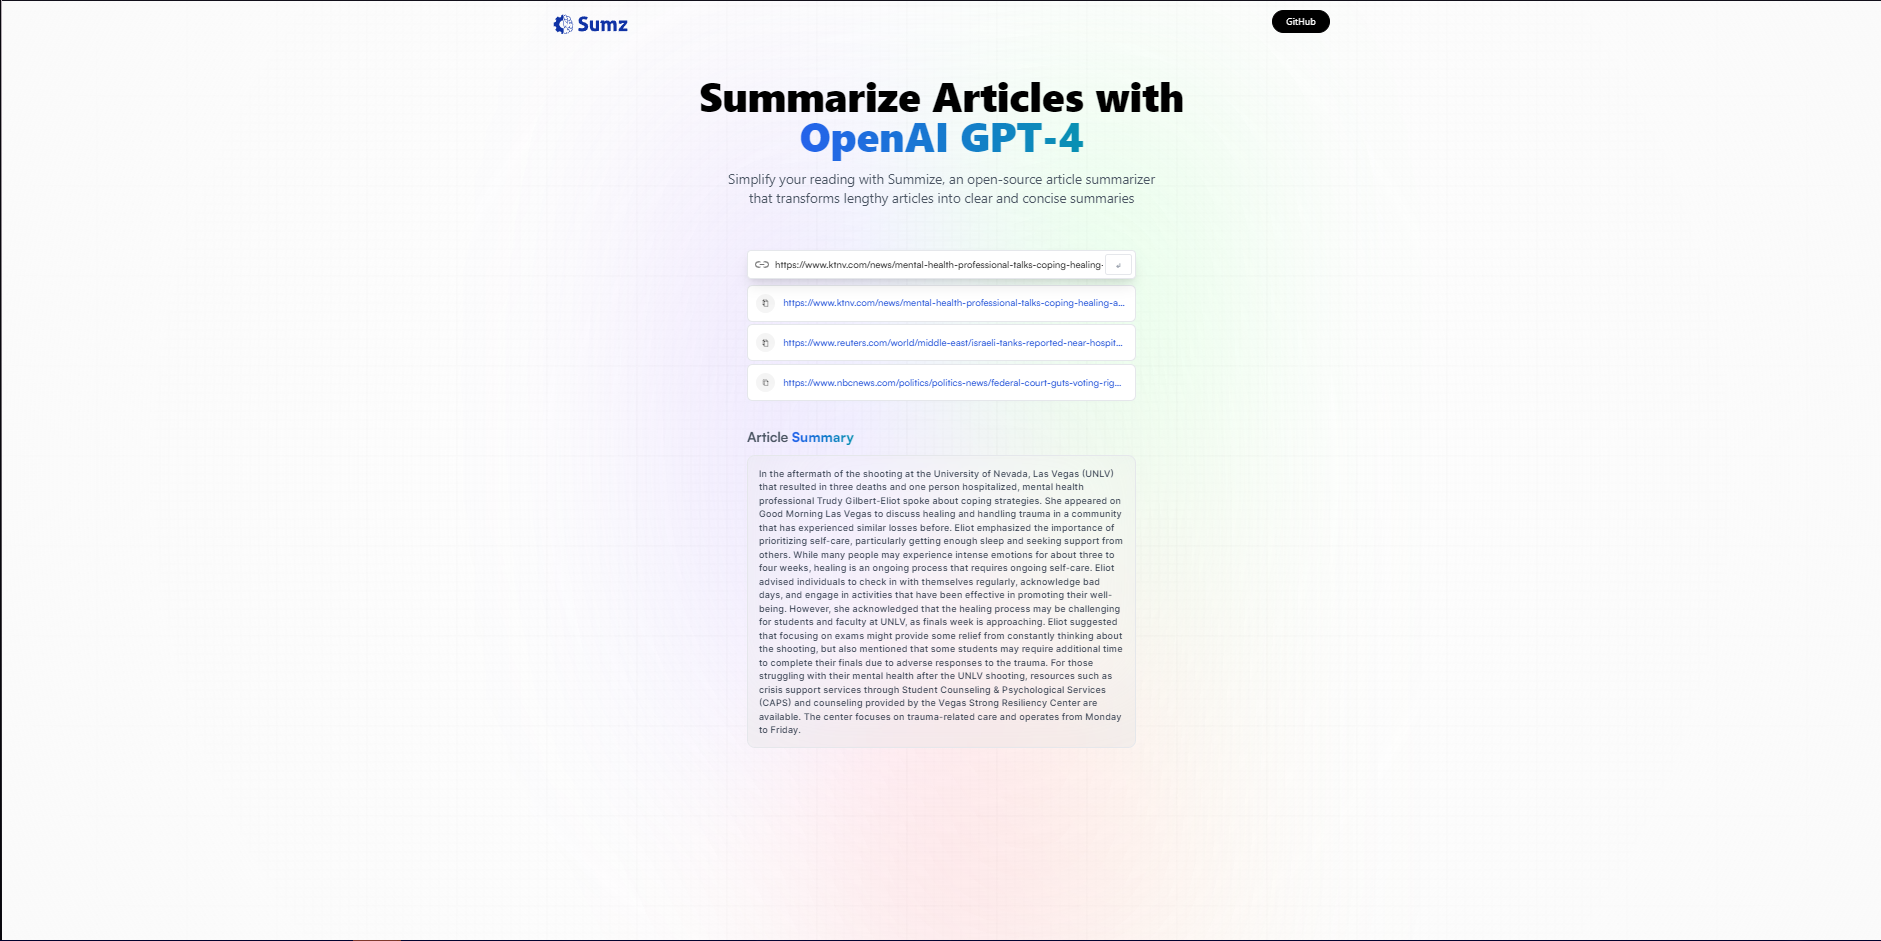 Sumz
GitHub
Summarize Articles with
OpenAI GPT-4
Simplify your reading with Summize, an open-source article summarizer
that transforms lengthy articles into clear and concise summaries
https://www.ktnv.com/news/mental-health-professional-talks-coping-healing-
https://www.ktnv.com/news/mental-health-professional-talks-coping-healing-a...
https://www.reuters.com/world/middle-east/israeli-tanks-reported-near-hospit...
https://www.nbcnews.com/politics/politics-news/federal-court-guts-voting-rig...
Article Summary
In the aftermath of the shooting at the University of Nevada, Las Vegas (UNLV)
that resulted in three deaths and one person hospitalized, mental health
professional Trudy Gilbert-Eliot spoke about coping strategies. She appeared on
Good Morning Las Vegas to discuss healing and handling trauma in a community
that has experienced similar losses before. Eliot emphasized the importance of
prioritizing self-care, particularly getting enough sleep and seeking support from
others. While many people may experience intense emotions for about three to
four weeks, healing is an ongoing process that requires ongoing self-care. Eliot
advised individuals to check in with themselves regularly, acknowledge bad
days, and engage in activities that have been effective in promoting their well-
being. However, she acknowledged that the healing process may be challenging
for students and faculty at UNLV, as finals week is approaching. Eliot suggested
that focusing on exams might provide some relief from constantly thinking about
the shooting, but also mentioned that some students may require additional time
to complete their finals due to adverse responses to the trauma. For those
struggling with their mental health after the UNLV shooting, resources such as
crisis support services through Student Counseling & Psychological Services
(CAPS) and counseling provided by the Vegas Strong Resiliency Center are
available. The center focuses on trauma-related care and operates from Monday
to Friday.